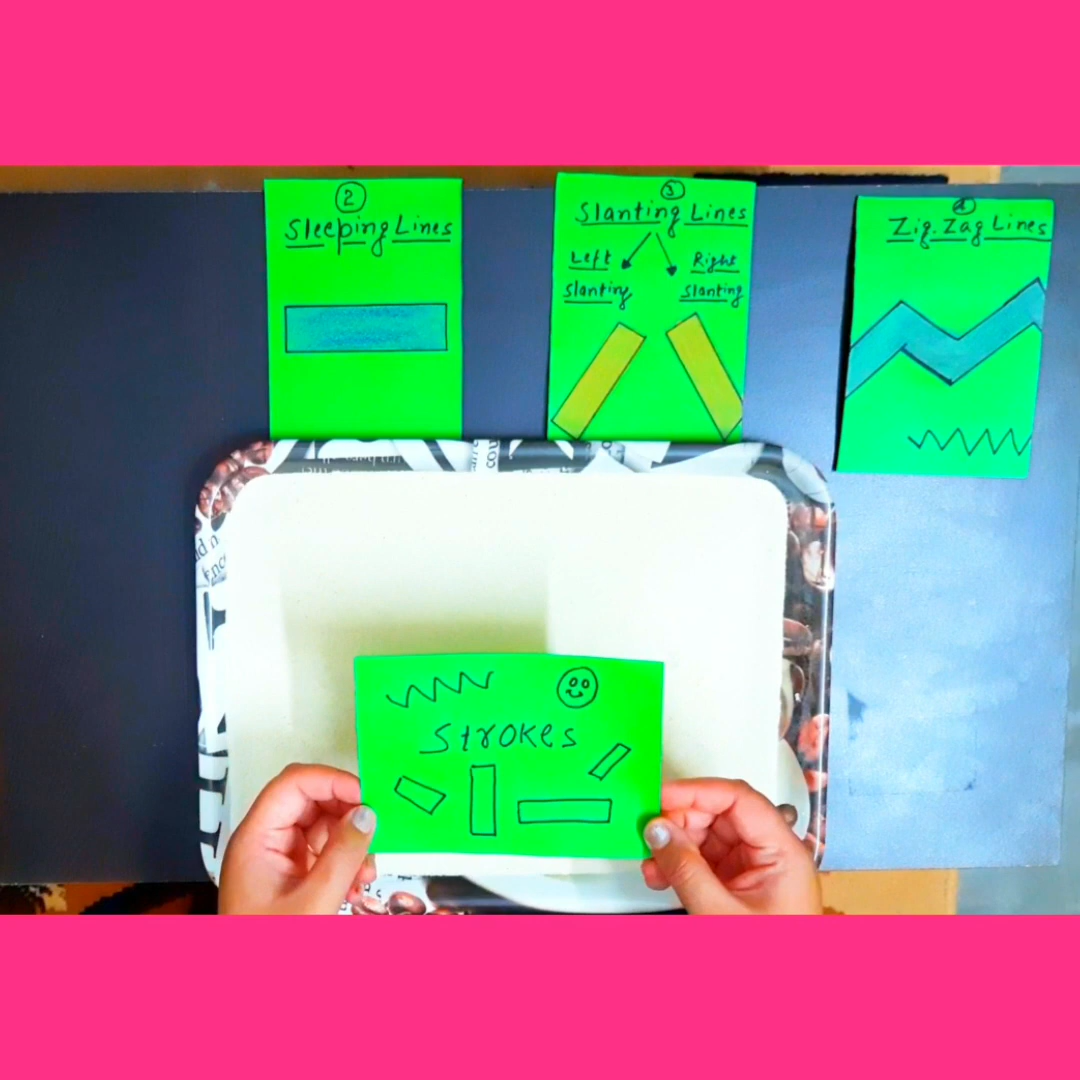 2
Sleeping Lines
3
Slanting Lines
Left
Slanting
Right
Slanting
4
Zig-Zag Lines
Strokes